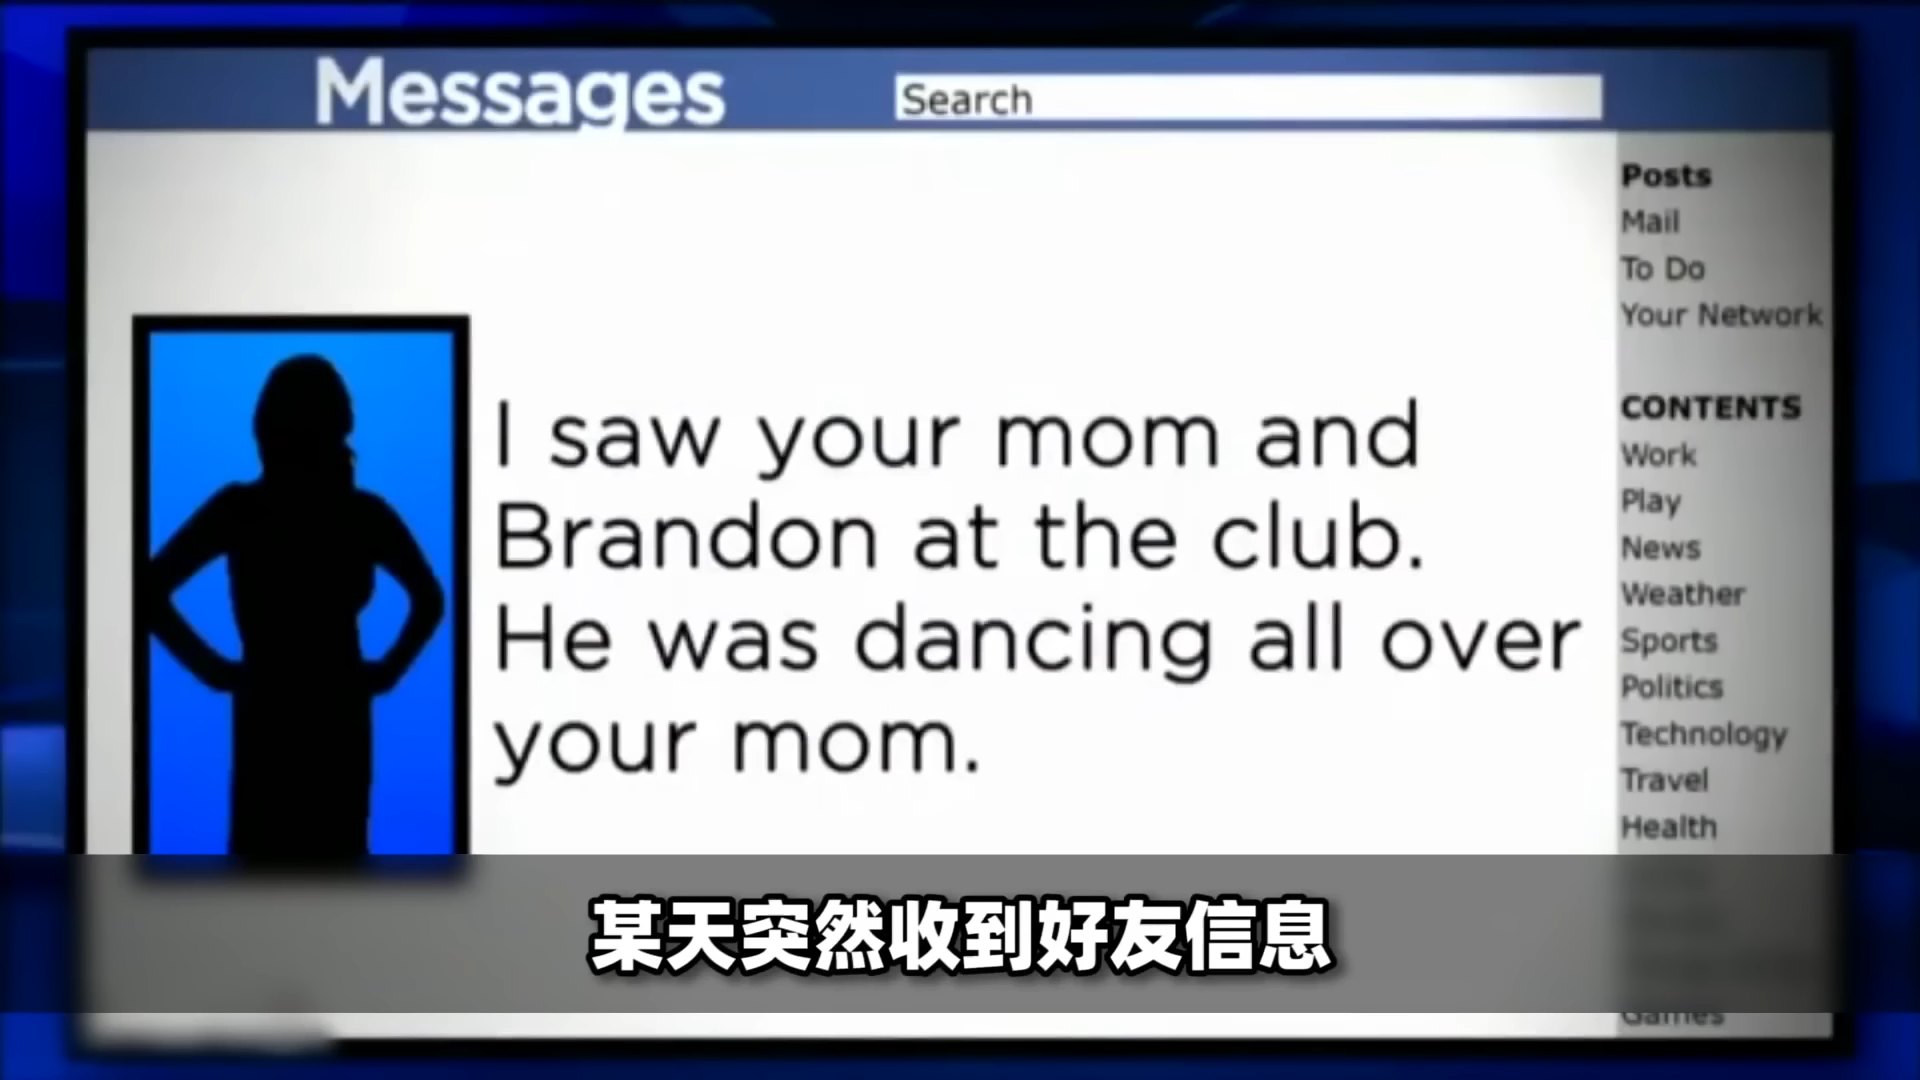 Messages
Search
I saw your mom and
Brandon at the club.
He was dancing all over
your mom.
Posts
Mail
To Do
Your Network
CONTENTS
Work
Play
News
Weather
Sports
Politics
Technology
Travel
Health
Games
某天突然收到好友信息